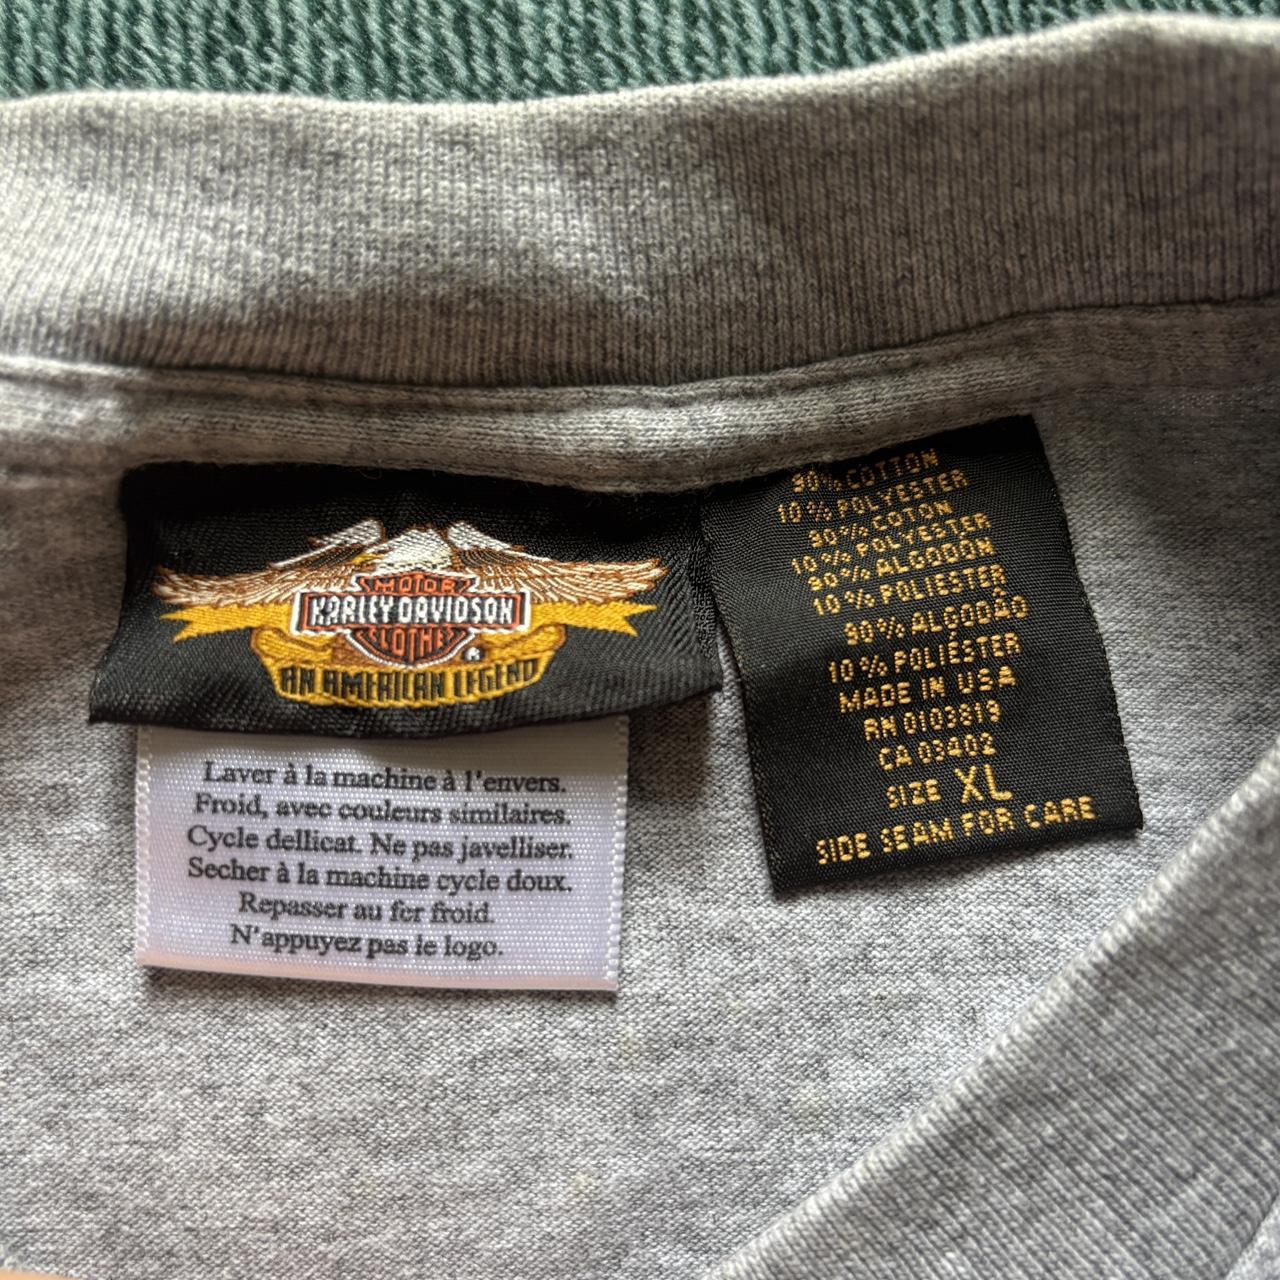 MOTOR
HARLEY-DAVIDSON
CLOTHES
®
AN AMERICAN LEGEND
Laver à la machine à l'envers.
Froid, avec couleurs similaires.
Cycle dellicat. Ne pas javelliser.
Secher à la machine cycle doux.
Repasser au fer froid.
N'appuyez pas le logo.
90% COTTON
10% POLYESTER
90% COTON
10% POLYESTER
90% ALGODÓN
10% POLIESTER
90% ALGODÃO
10% POLIÉSTER
MADE IN USA
RN 0103819
CA 03402
SIZE XL
SIDE SEAM FOR CARE